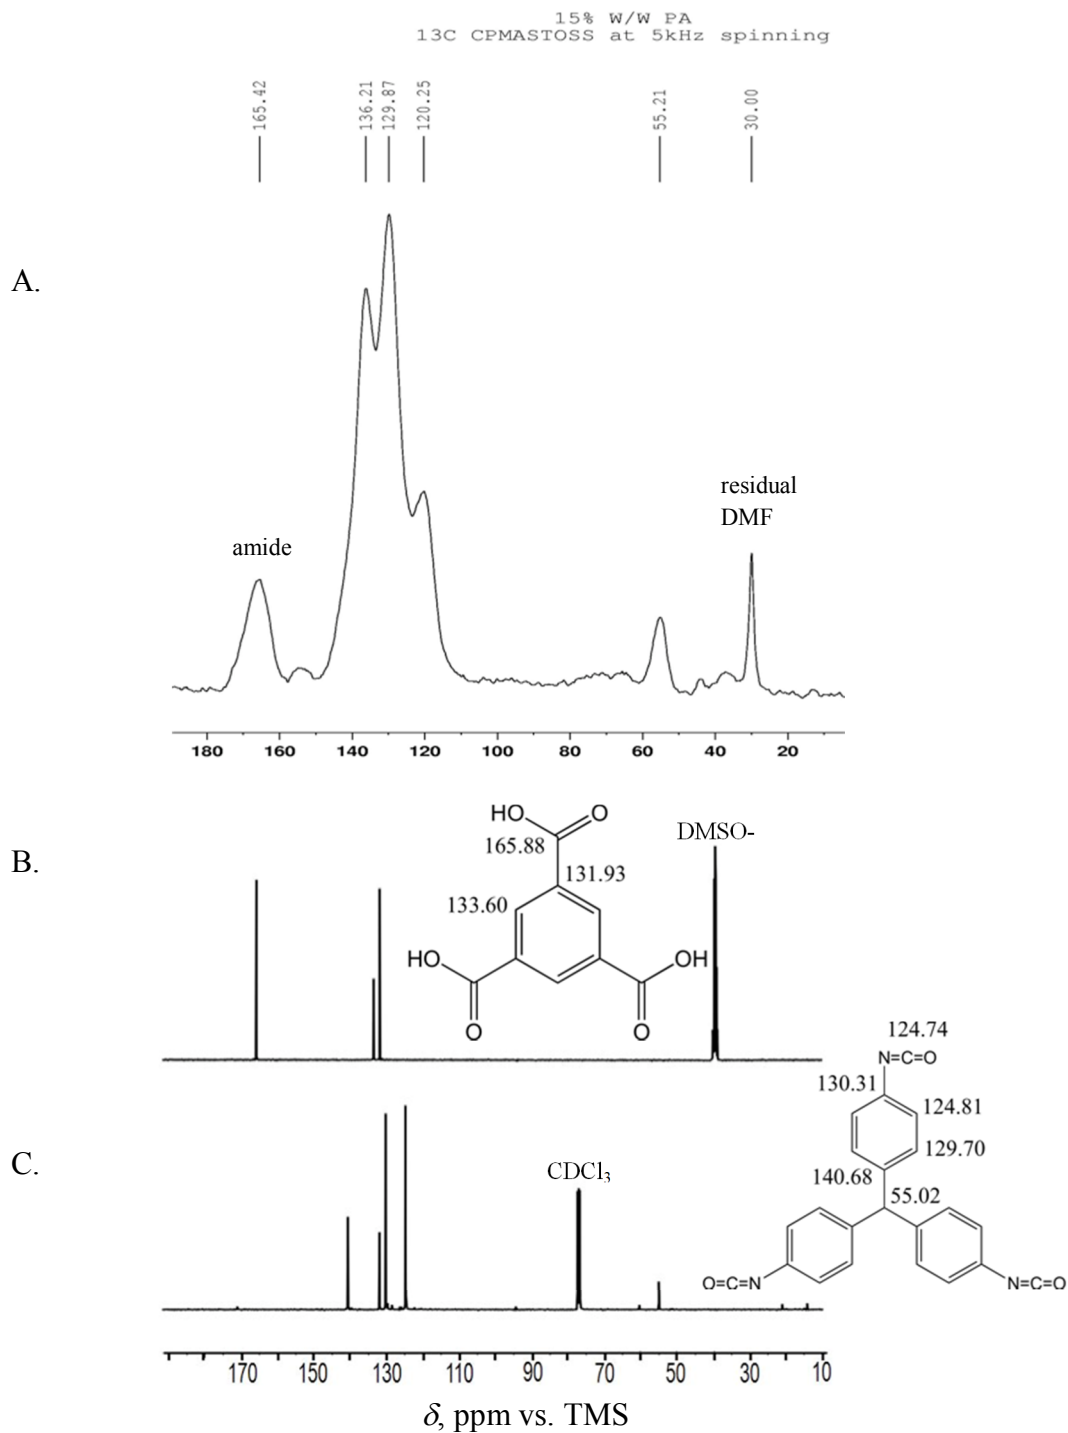 15% W/W PA
13C CPMASTOSS at 5kHz spinning
165.42
136.21
129.87
120.25
55.21
30.00
A.
residual
DMF
amide
180 160 140 120 100 80 60 40 20
B.
HO
O
DMSO-
165.88
131.93
133.60
HO
OH
O
O
124.74
N=C=O
130.31
124.81
C.
129.70
CDCl₃
140.68
55.02
O=C=N
N=C=O
170 150 130 110 90 70 50 30 10
δ, ppm vs. TMS